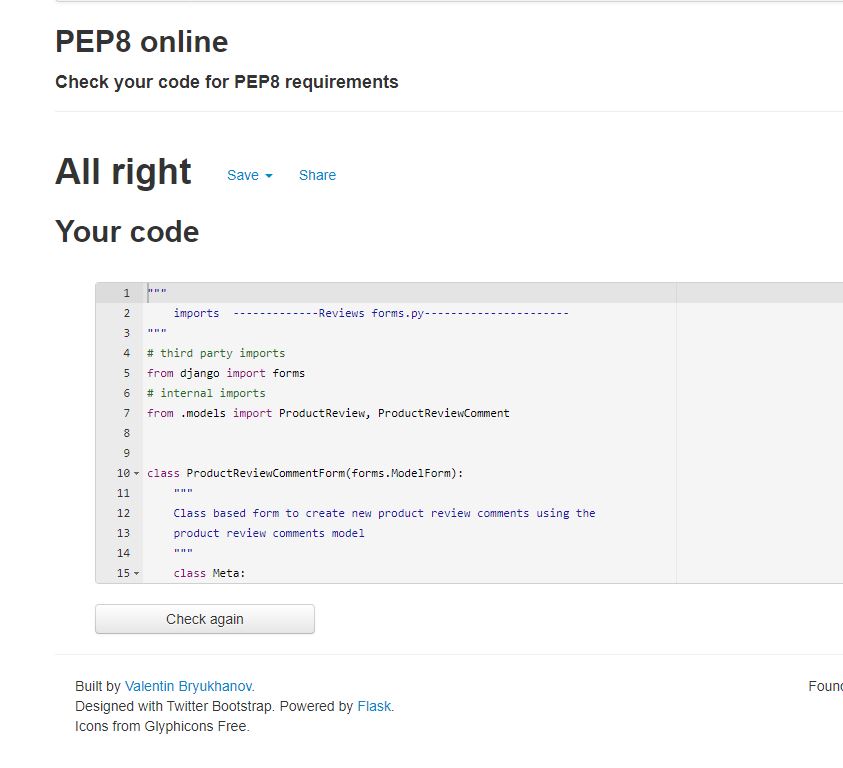 PEP8 online
Check your code for PEP8 requirements
All right Save Share
Your code
1 """
2 imports -------------Reviews forms.py----------------------
3 """
4 # third party imports
5 from django import forms
6 # internal imports
7 from .models import ProductReview, ProductReviewComment
8
9
10 class ProductReviewCommentForm(forms.ModelForm):
11 """
12 Class based form to create new product review comments using the
13 product review comments model
14 """
15 class Meta:
Check again
Built by Valentin Bryukhanov.
Designed with Twitter Bootstrap. Powered by Flask.
Icons from Glyphicons Free.